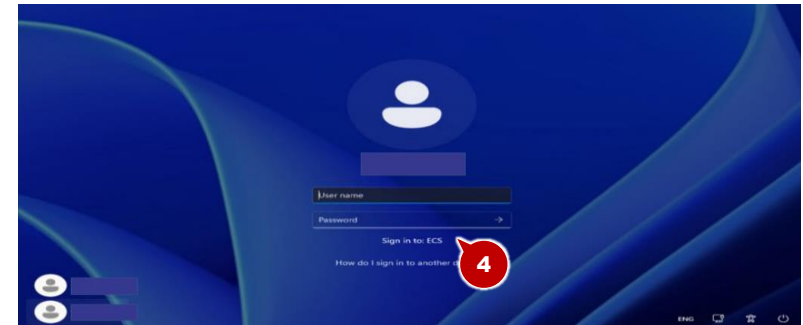 User name
Password
Sign in to: ECS
4
How do I sign in to another d
ENG